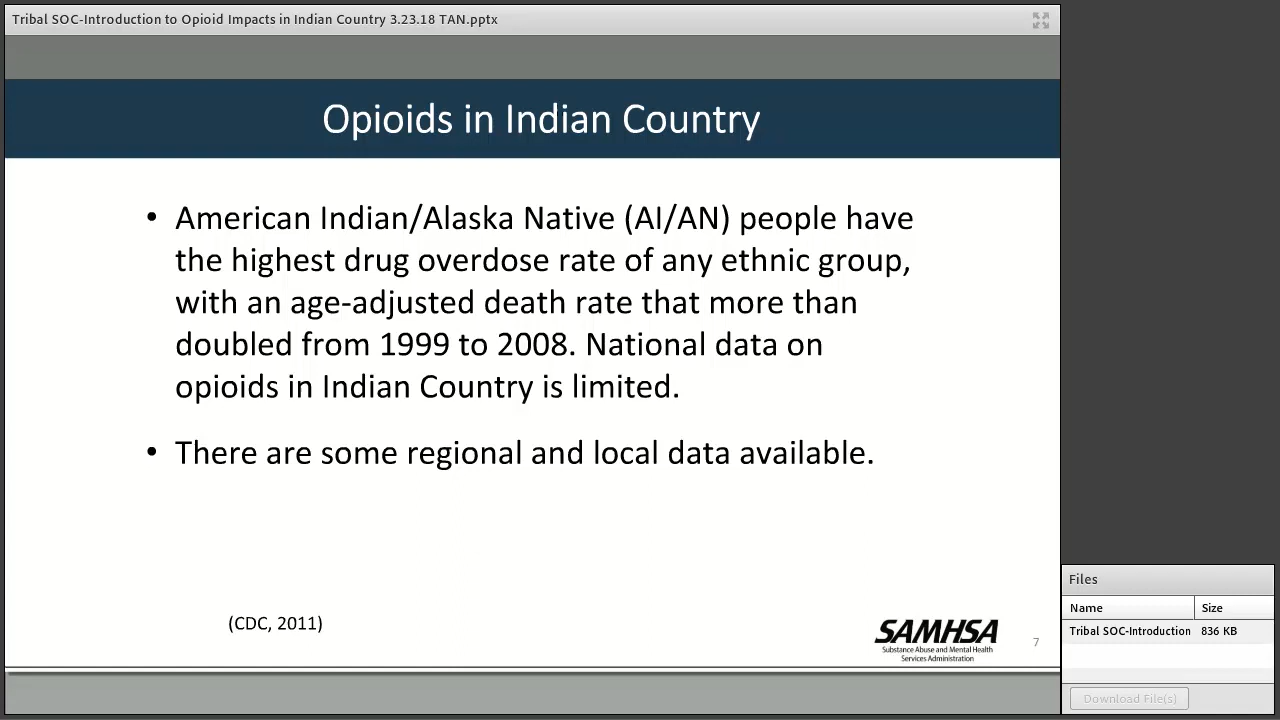 Tribal SOC-Introduction to Opioid Impacts in Indian Country 3.23.18 TAN.pptx
Opioids in Indian Country
• American Indian/Alaska Native (AI/AN) people have
the highest drug overdose rate of any ethnic group,
with an age-adjusted death rate that more than
doubled from 1999 to 2008. National data on
opioids in Indian Country is limited.
• There are some regional and local data available.
(CDC, 2011)
SAMHSA
Substance Abuse and Mental Health
Services Administration
7
Files
Name Size
Tribal SOC-Introduction 836 KB
Download File(s)